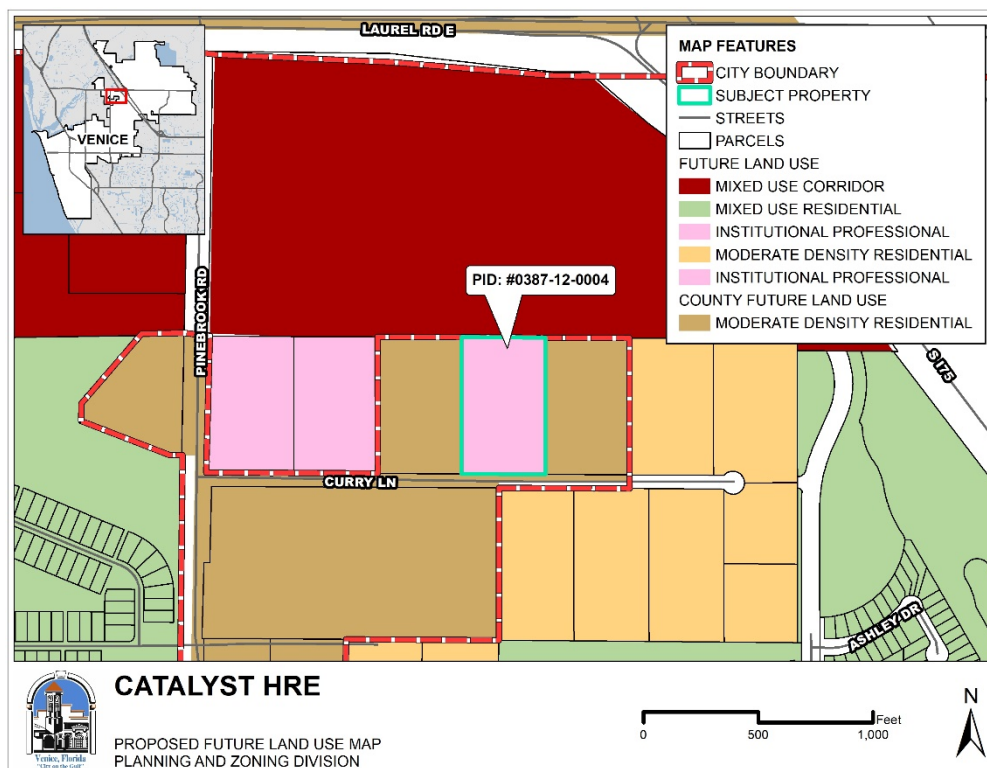 LAUREL RD E
VENICE
PINEBROOK RD
PID: #0387-12-0004
CURRY LN
S I75
ASHLEY DR
MAP FEATURES
CITY BOUNDARY
SUBJECT PROPERTY
STREETS
PARCELS
FUTURE LAND USE
MIXED USE CORRIDOR
MIXED USE RESIDENTIAL
INSTITUTIONAL PROFESSIONAL
MODERATE DENSITY RESIDENTIAL
INSTITUTIONAL PROFESSIONAL
COUNTY FUTURE LAND USE
MODERATE DENSITY RESIDENTIAL
CATALYST HRE
PROPOSED FUTURE LAND USE MAP
PLANNING AND ZONING DIVISION
Venice, Florida
"City on the Gulf"
0 500 1,000 Feet
N